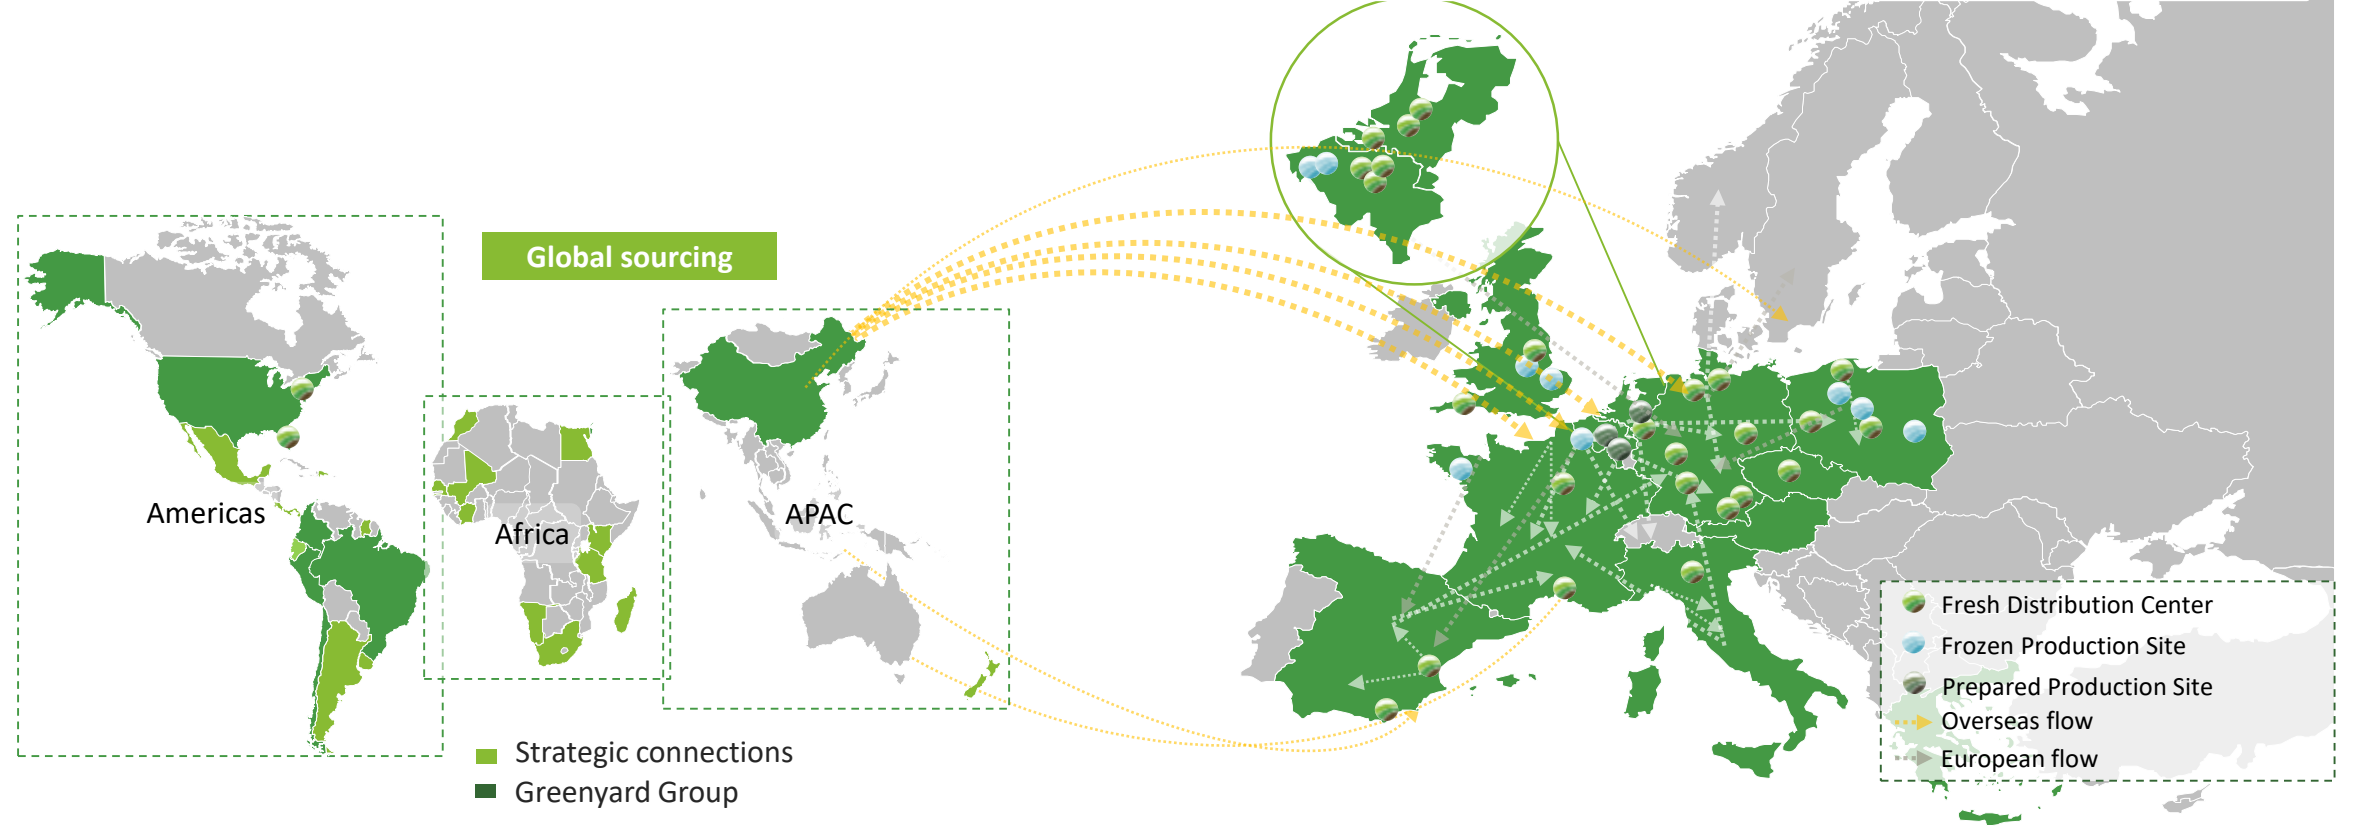 Global sourcing
Americas
Africa
APAC
Strategic connections
Greenyard Group
Fresh Distribution Center
Frozen Production Site
Prepared Production Site
Overseas flow
European flow